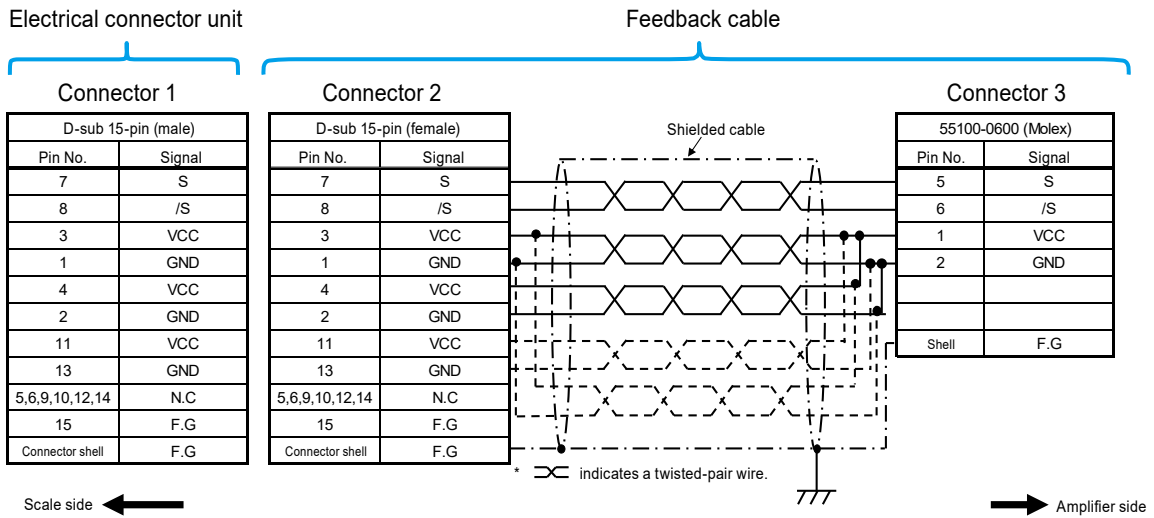 Electrical connector unit Feedback cable
Connector 1 Connector 2 Connector 3
D-sub 15-pin (male) D-sub 15-pin (female) Shielded cable 55100-0600 (Molex)
Pin No. Signal Pin No. Signal Pin No. Signal
7 S 7 S 5 S
8 /S 8 /S 6 /S
3 VCC 3 VCC 1 VCC
1 GND 1 GND 2 GND
4 VCC 4 VCC
2 GND 2 GND
11 VCC 11 VCC Shell F.G
13 GND 13 GND
5,6,9,10,12,14 N.C 5,6,9,10,12,14 N.C
15 F.G 15 F.G
Connector shell F.G Connector shell F.G
* indicates a twisted-pair wire.
Scale side Amplifier side